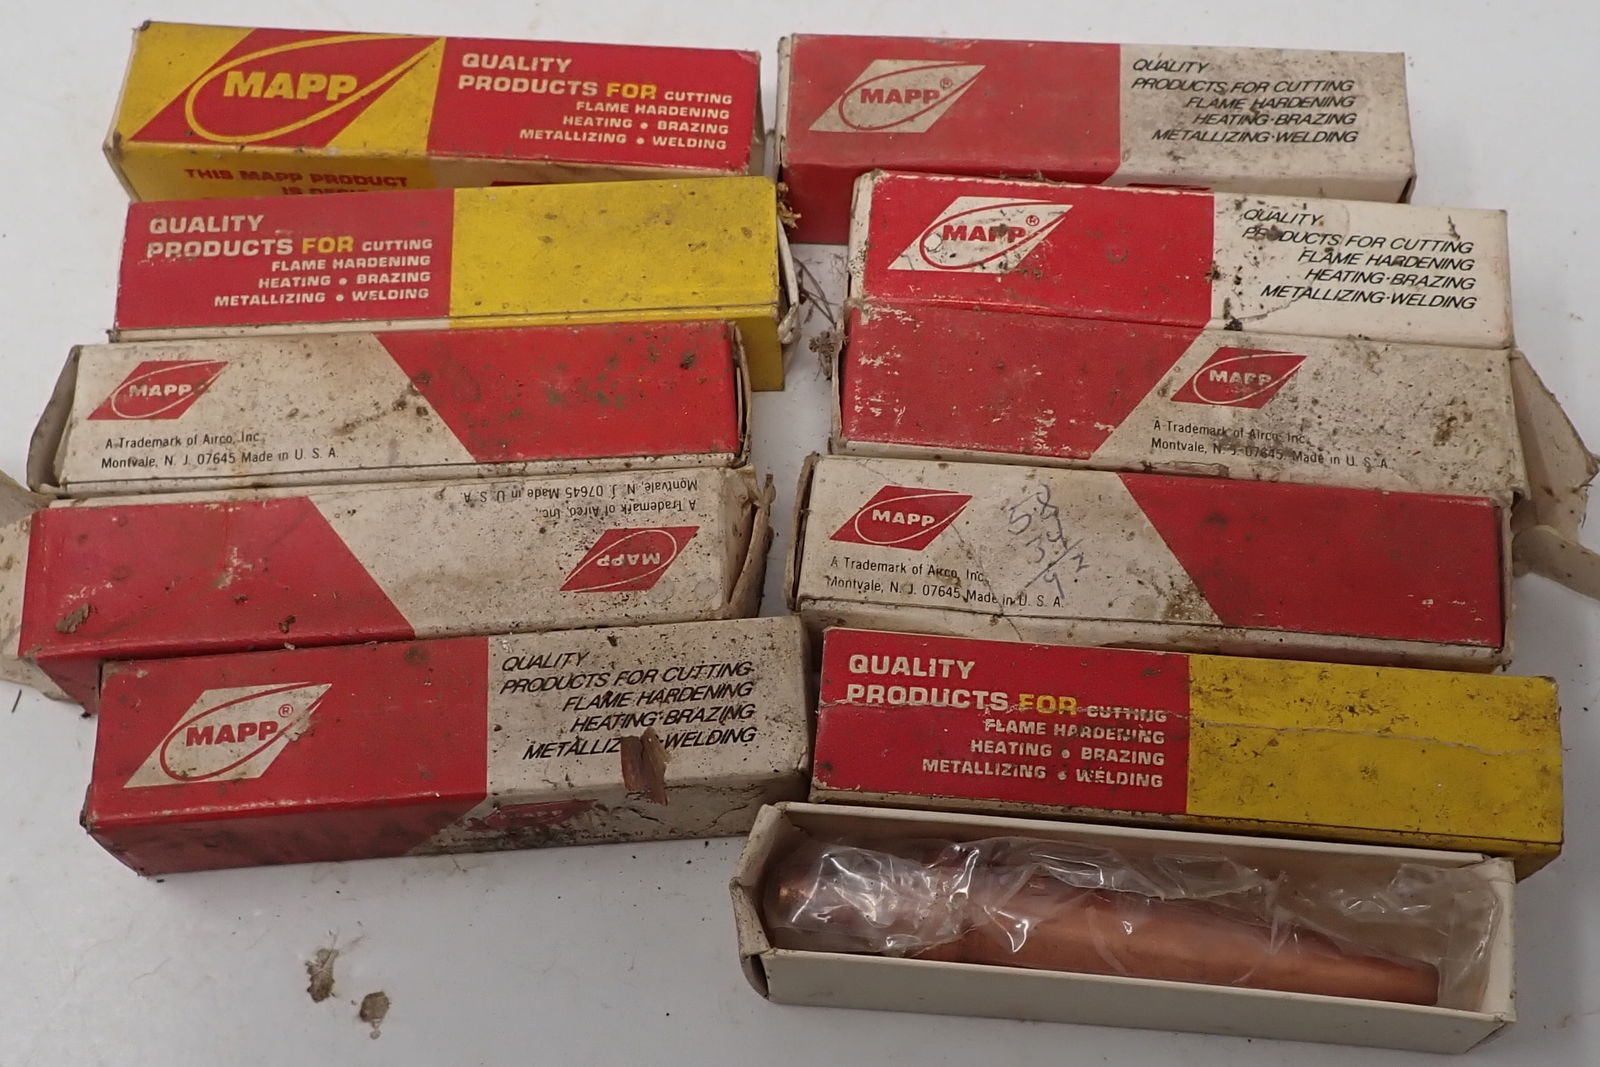 MAPP
QUALITY
PRODUCTS FOR CUTTING
FLAME HARDENING
HEATING • BRAZING
METALLIZING • WELDING
THIS MAPP PRODUCT
IS
QUALITY
PRODUCTS FOR CUTTING
FLAME HARDENING
HEATING • BRAZING
METALLIZING • WELDING
MAPP
A Trademark of Airco, Inc.
Montvale, N. J. 07645 Made in U. S. A.
MAPP
A Trademark of Airco, Inc.,
Montvale, N. J. 07645 Made in U. S. A.
MAPP®
QUALITY
PRODUCTS FOR CUTTING
FLAME HARDENING
HEATING·BRAZING
METALLIZING·WELDING
Made in U. S. A.
MAPP®
QUALITY
PRODUCTS FOR CUTTING
FLAME HARDENING
HEATING·BRAZING
METALLIZING·WELDING
MAPP®
QUALITY
PRODUCTS FOR CUTTING
FLAME HARDENING
HEATING·BRAZING
METALLIZING·WELDING
MAPP
A Trademark of Airco, Inc.
Montvale, N. J. 07645 Made in U. S. A.
MAPP
A Trademark of Airco, Inc.
Montvale, N. J. 07645 Made in U. S. A.
QUALITY
PRODUCTS FOR CUTTING
FLAME HARDENING
HEATING • BRAZING
METALLIZING • WELDING